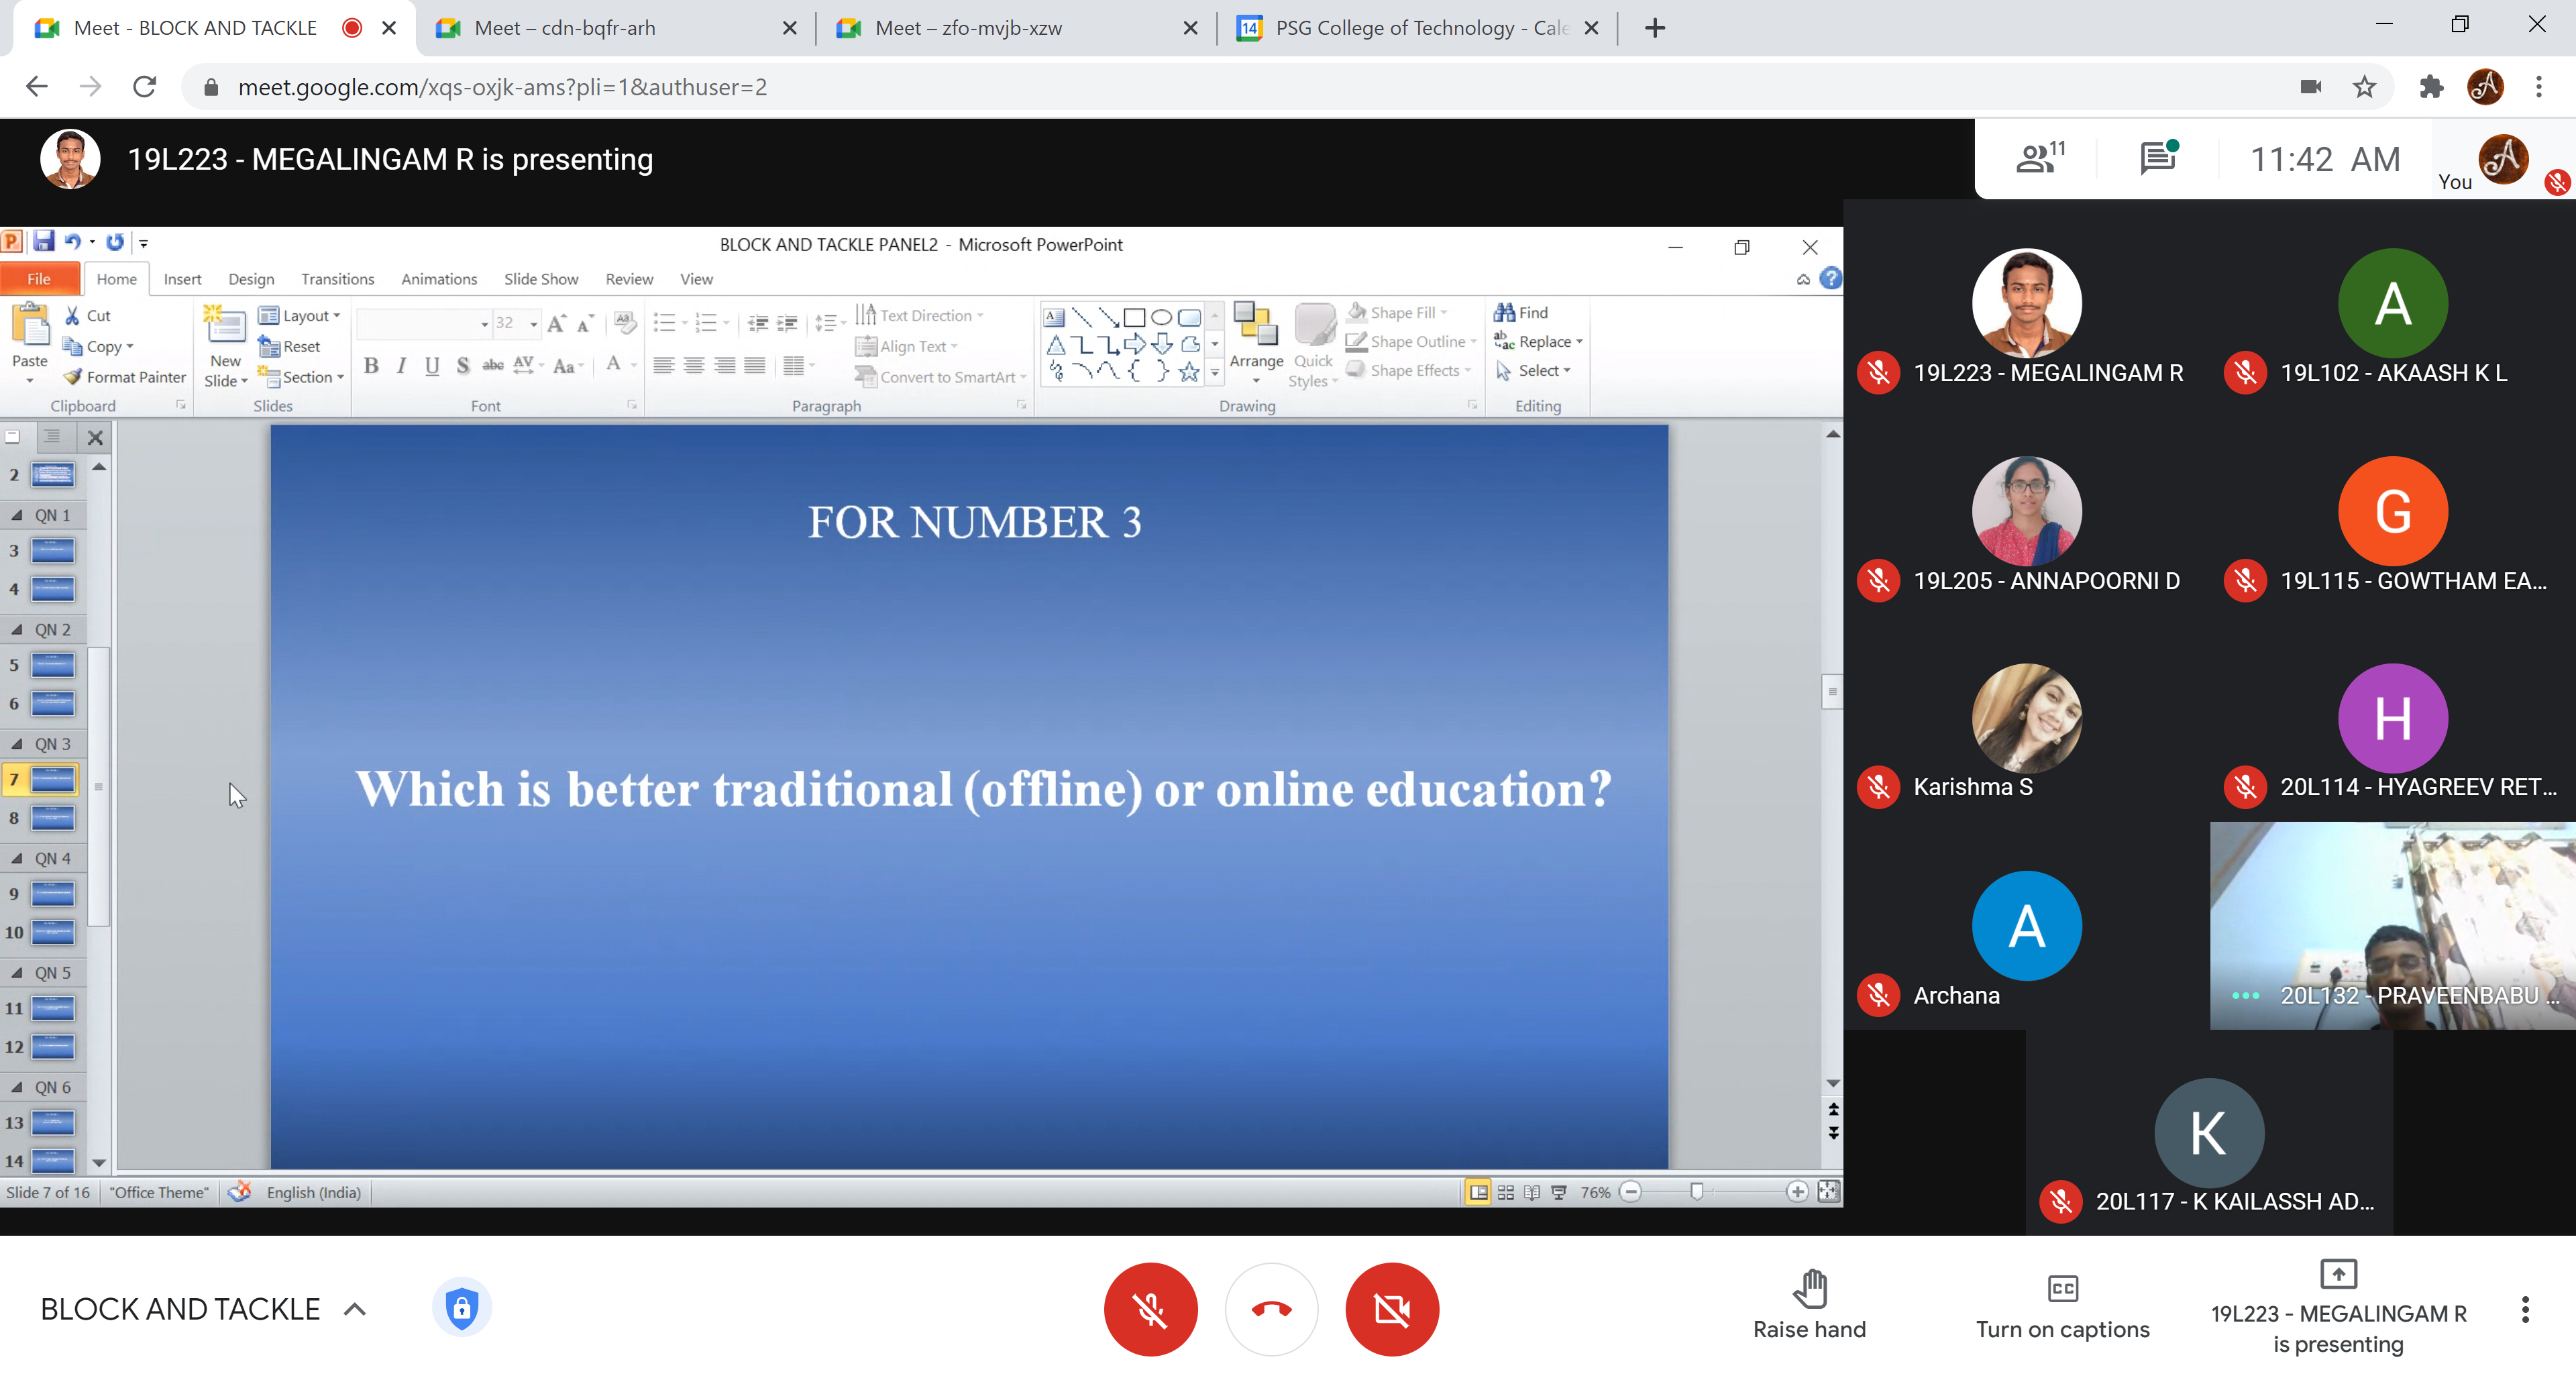 Meet - BLOCK AND TACKLE
Meet – cdn-bqfr-arh
Meet – zfo-mvjb-xzw
14
PSG College of Technology - Cale
meet.google.com/xqs-oxjk-ams?pli=1&authuser=2
19L223 - MEGALINGAM R is presenting
11
11:42 AM
You
BLOCK AND TACKLE PANEL2 - Microsoft PowerPoint
File Home Insert Design Transitions Animations Slide Show Review View
Paste
Cut
Copy
Format Painter
Clipboard
New Slide
Layout
Reset
Section
Slides
32
Font
Text Direction
Align Text
Convert to SmartArt
Paragraph
Arrange
Quick Styles
Shape Fill
Shape Outline
Shape Effects
Drawing
Find
Replace
Select
Editing
2
QN 1
3
4
QN 2
5
6
QN 3
7
8
QN 4
9
10
QN 5
11
12
QN 6
13
14
FOR NUMBER 3
Which is better traditional (offline) or online education?
Slide 7 of 16
"Office Theme"
English (India)
76%
19L223 - MEGALINGAM R
A
19L102 - AKAASH K L
19L205 - ANNAPOORNI D
G
19L115 - GOWTHAM EA...
Karishma S
H
20L114 - HYAGREEV RET...
A
Archana
20L132 - PRAVEENBABU ...
K
20L117 - K KAILASSH AD...
BLOCK AND TACKLE
Raise hand
CC
Turn on captions
19L223 - MEGALINGAM R
is presenting